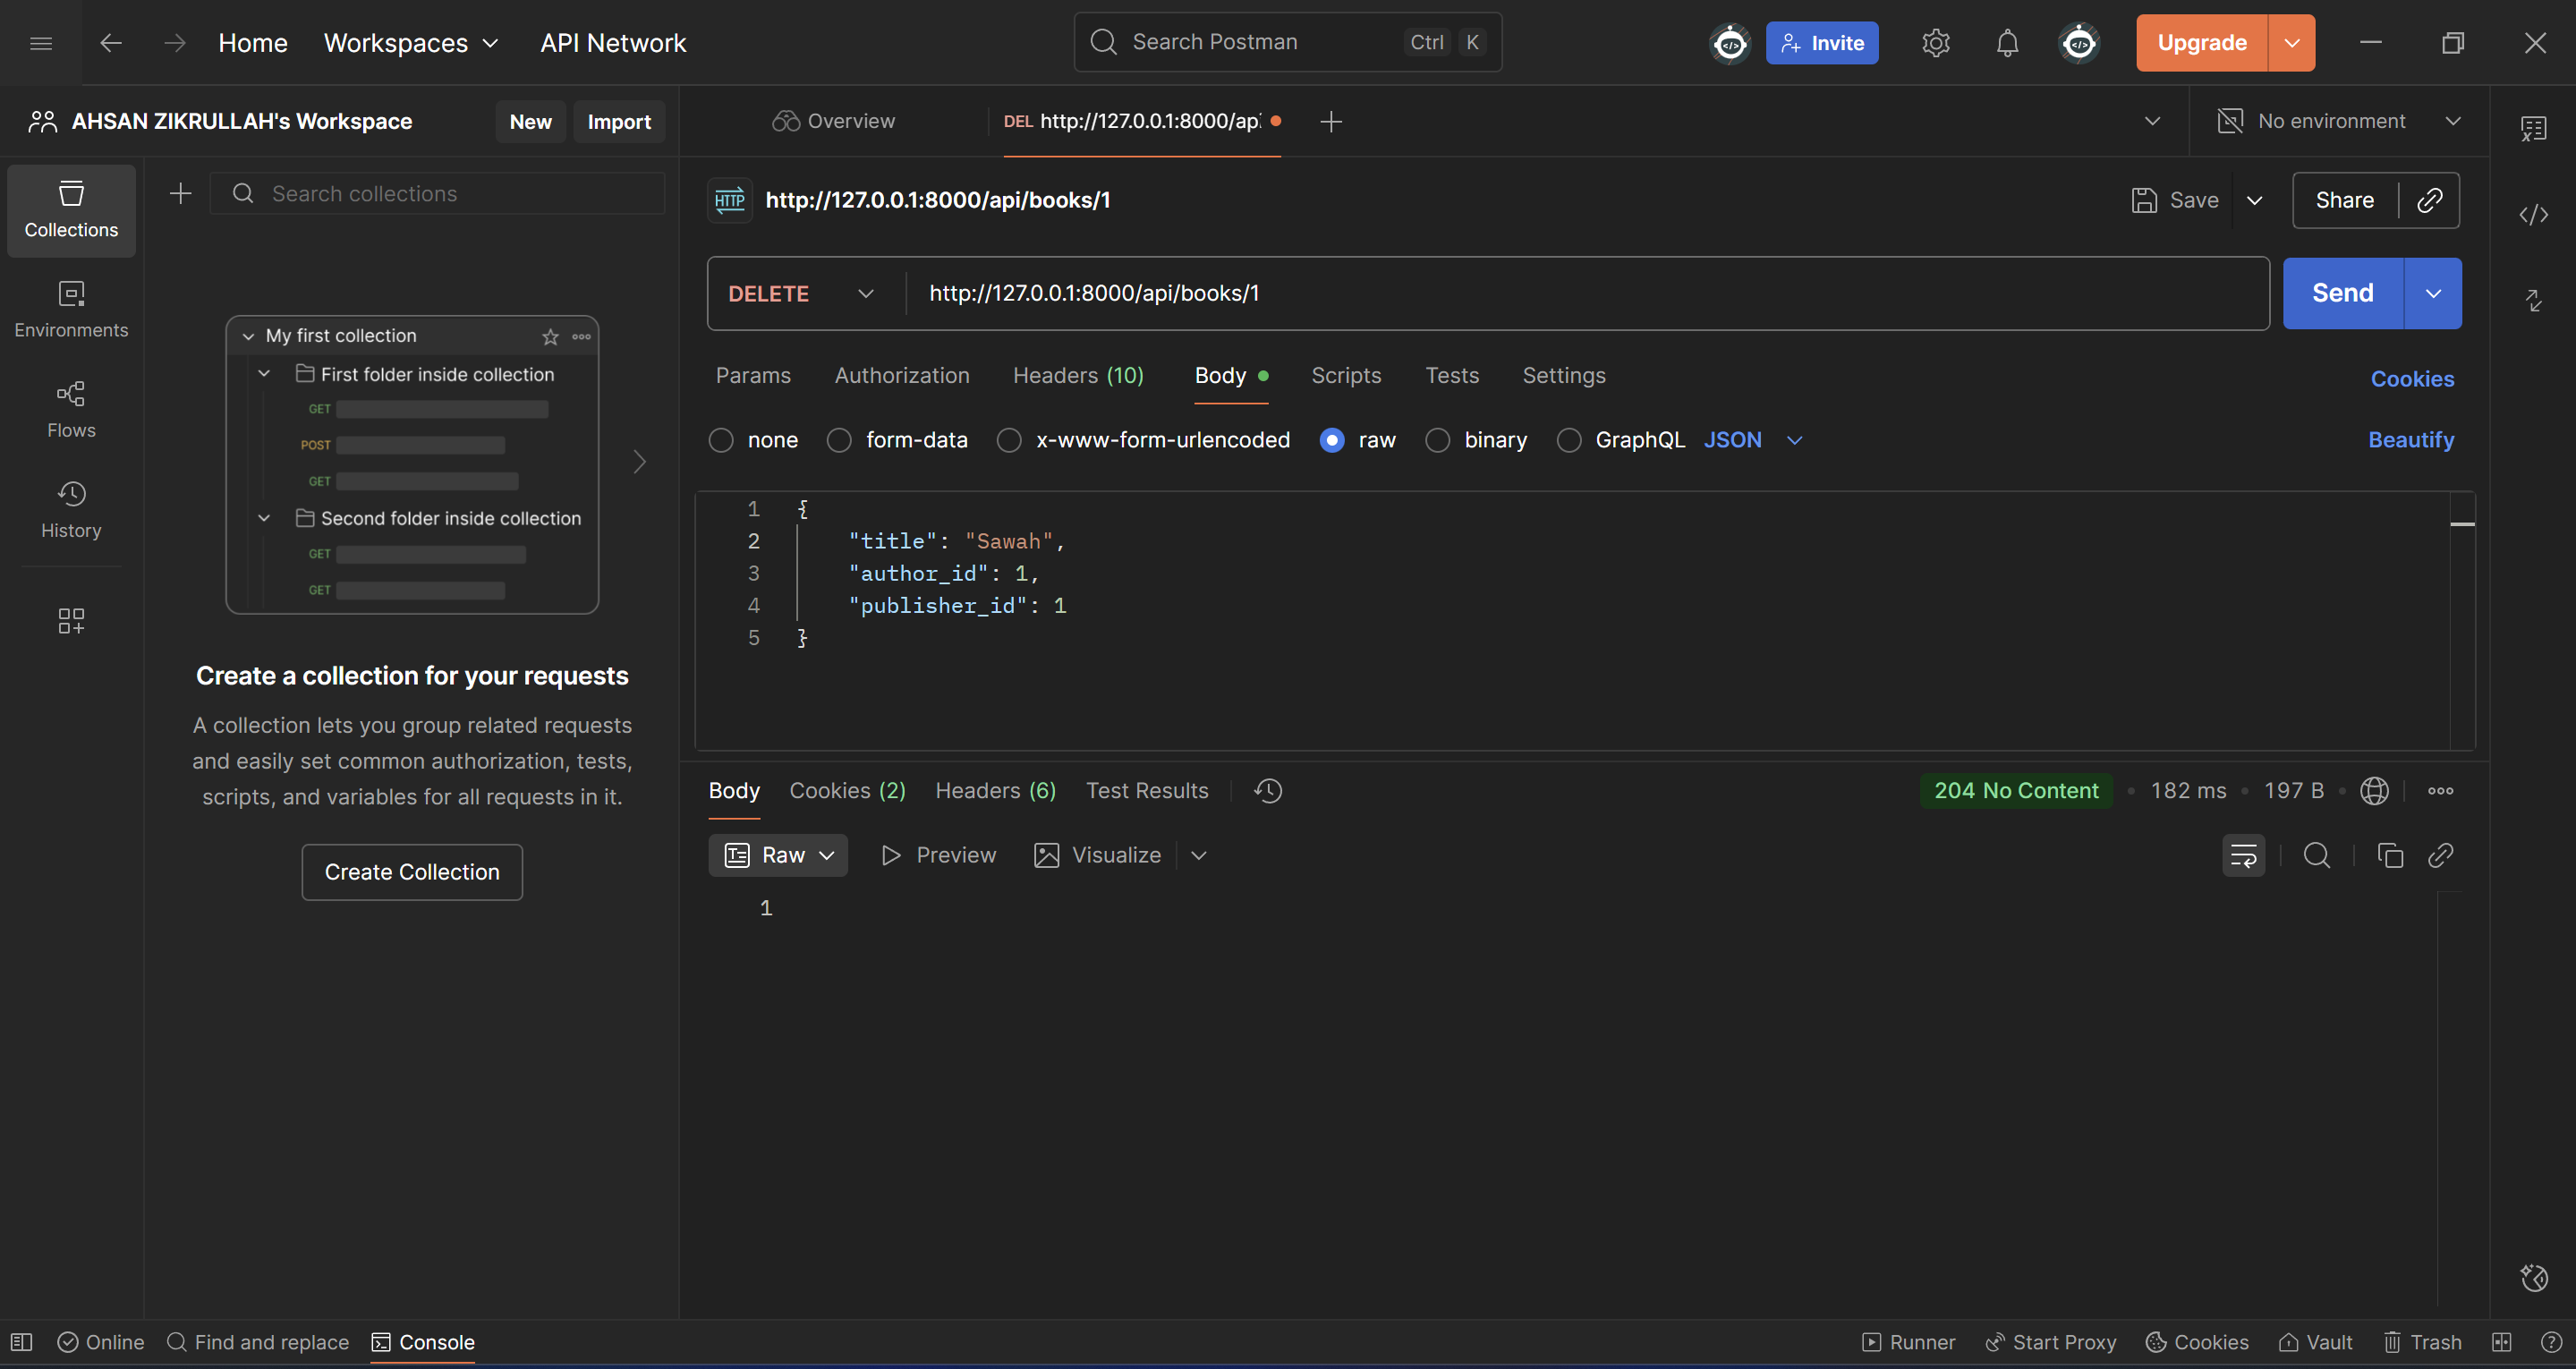 Home Workspaces API Network Search Postman Ctrl K Invite Upgrade
AHSAN ZIKRULLAH's Workspace New Import
Overview DEL http://127.0.0.1:8000/api No environment
Collections
Search collections
http://127.0.0.1:8000/api/books/1 Save Share
HTTP
Environments
DELETE http://127.0.0.1:8000/api/books/1 Send
Flows
History
My first collection
First folder inside collection
GET
POST
GET
Second folder inside collection
GET
GET
Create a collection for your requests
A collection lets you group related requests
and easily set common authorization, tests,
scripts, and variables for all requests in it.
Create Collection
Params Authorization Headers (10) Body Scripts Tests Settings Cookies
none form-data x-www-form-urlencoded raw binary GraphQL JSON Beautify
1 {
2 "title": "Sawah",
3 "author_id": 1,
4 "publisher_id": 1
5 }
Body Cookies (2) Headers (6) Test Results 204 No Content • 182 ms • 197 B •
Raw Preview Visualize
1
Online Find and replace Console Runner Start Proxy Cookies Vault Trash